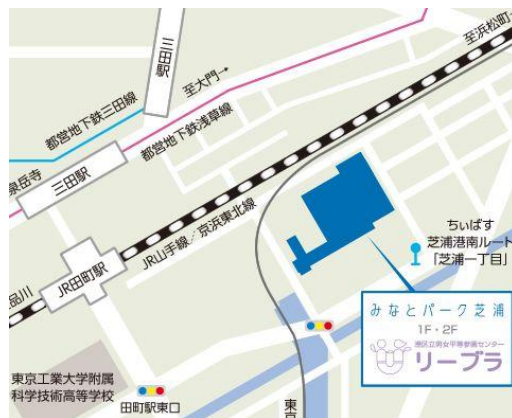 三田駅
至浜松町→
至大門→
都営地下鉄三田線
都営地下鉄浅草線
泉岳寺
三田駅
JR山手線／京浜東北線
JR田町駅
品川
ちぃばす
芝浦港南ルート
「芝浦一丁目」
みなとパーク芝浦
1F・2F
港区立男女平等参画センター
リーブラ
東京工業大学附属
科学技術高等学校
田町駅東口
東京